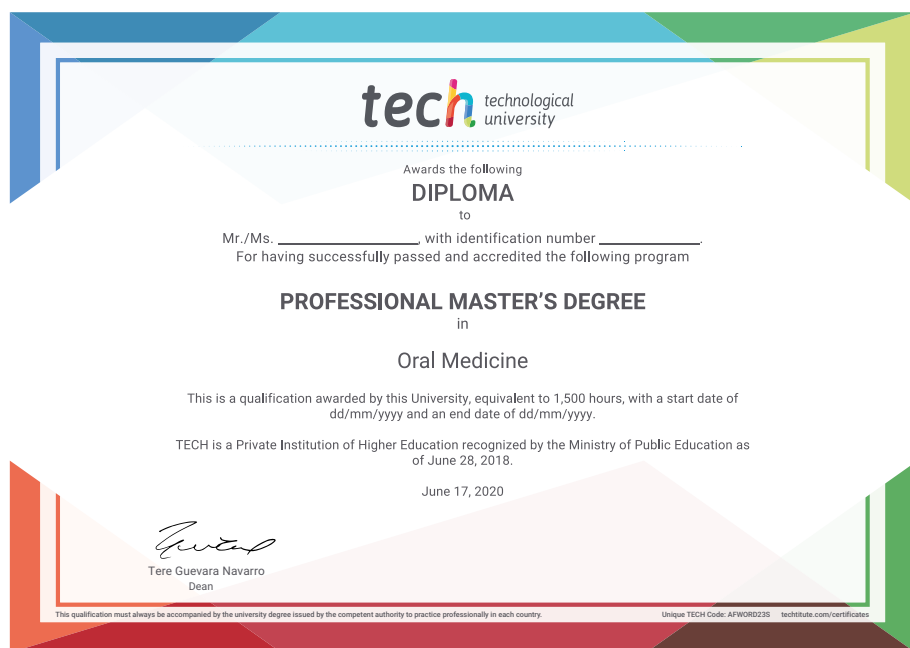 tech technological
university
Awards the following
DIPLOMA
to
Mr./Ms. ____________________, with identification number ______________.
For having successfully passed and accredited the following program
PROFESSIONAL MASTER'S DEGREE
in
Oral Medicine
This is a qualification awarded by this University, equivalent to 1,500 hours, with a start date of
dd/mm/yyyy and an end date of dd/mm/yyyy.
TECH is a Private Institution of Higher Education recognized by the Ministry of Public Education as
of June 28, 2018.
June 17, 2020
Tere Guevara Navarro
Dean
This qualification must always be accompanied by the university degree issued by the competent authority to practice professionally in each country. Unique TECH Code: AFWORD23S techtitute.com/certificates